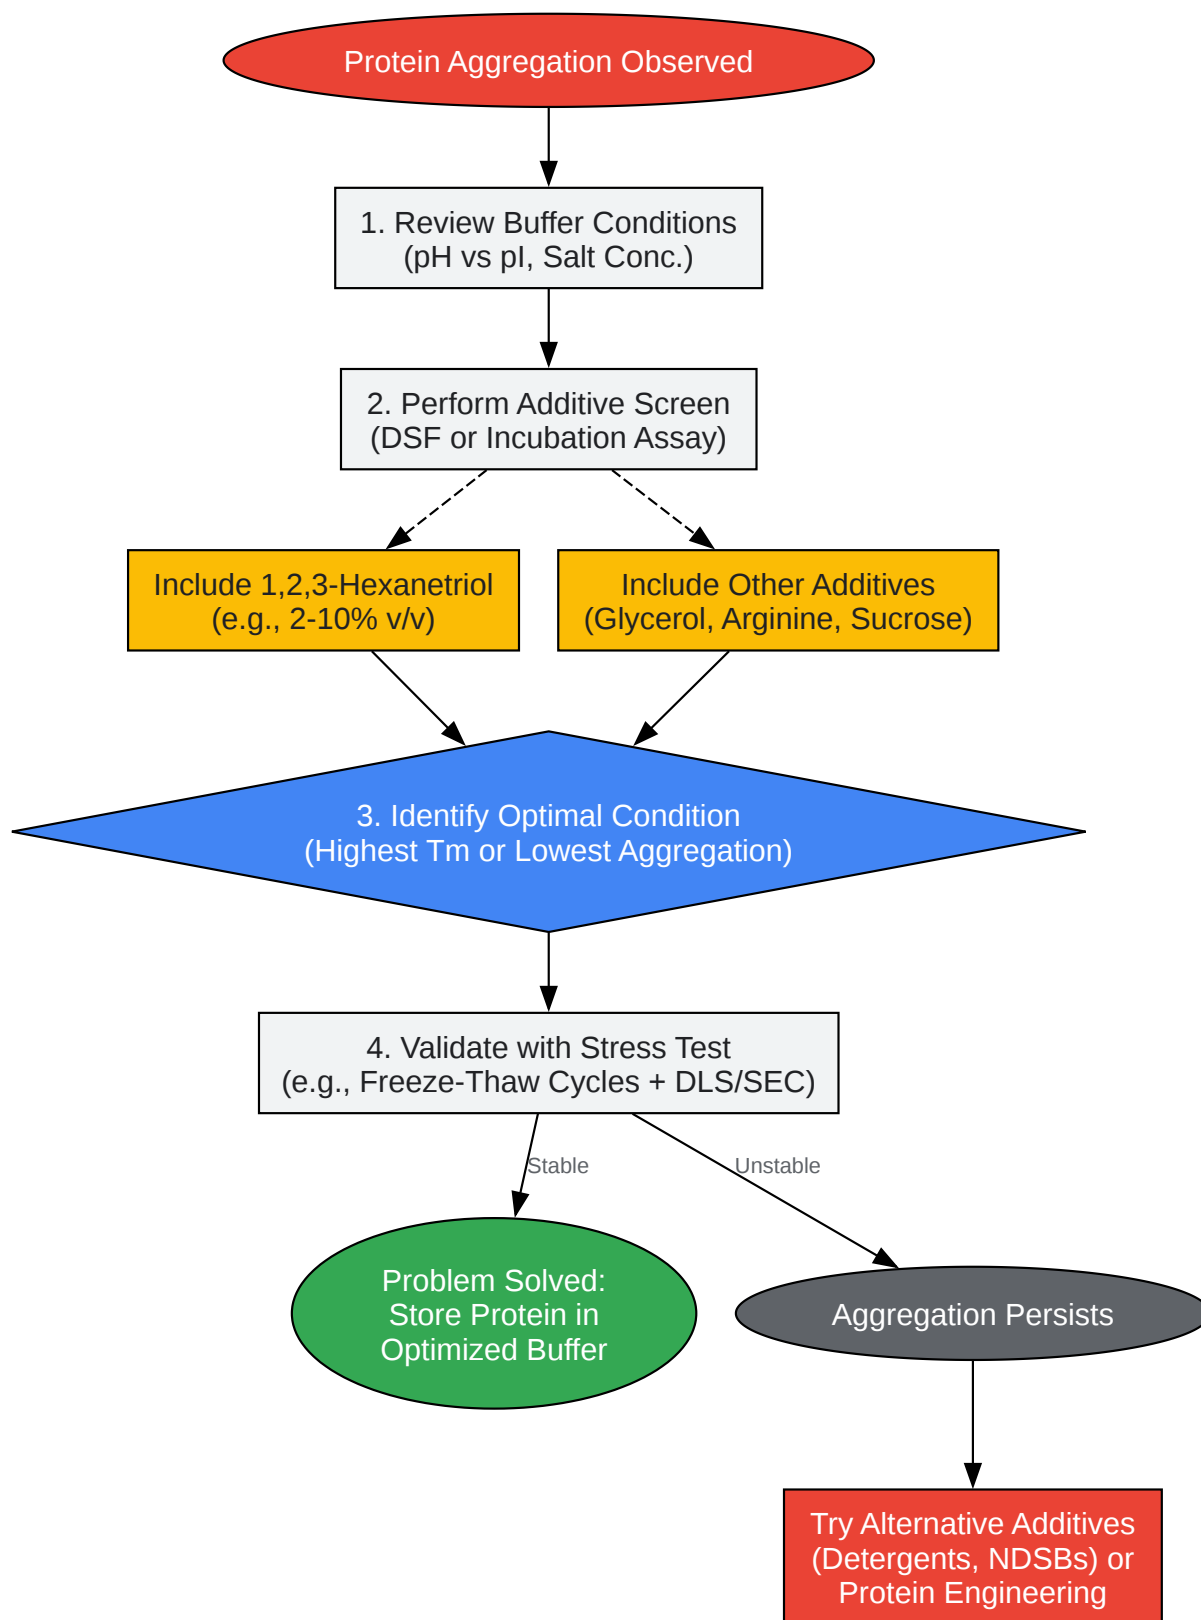 Protein Aggregation Observed
1. Review Buffer Conditions
(pH vs pI, Salt Conc.)
2. Perform Additive Screen
(DSF or Incubation Assay)
Include 1,2,3-Hexanetriol
(e.g., 2-10% v/v)
Include Other Additives
(Glycerol, Arginine, Sucrose)
3. Identify Optimal Condition
(Highest Tm or Lowest Aggregation)
4. Validate with Stress Test
(e.g., Freeze-Thaw Cycles + DLS/SEC)
Stable
Unstable
Problem Solved:
Store Protein in
Optimized Buffer
Aggregation Persists
Try Alternative Additives
(Detergents, NDSBs) or
Protein Engineering